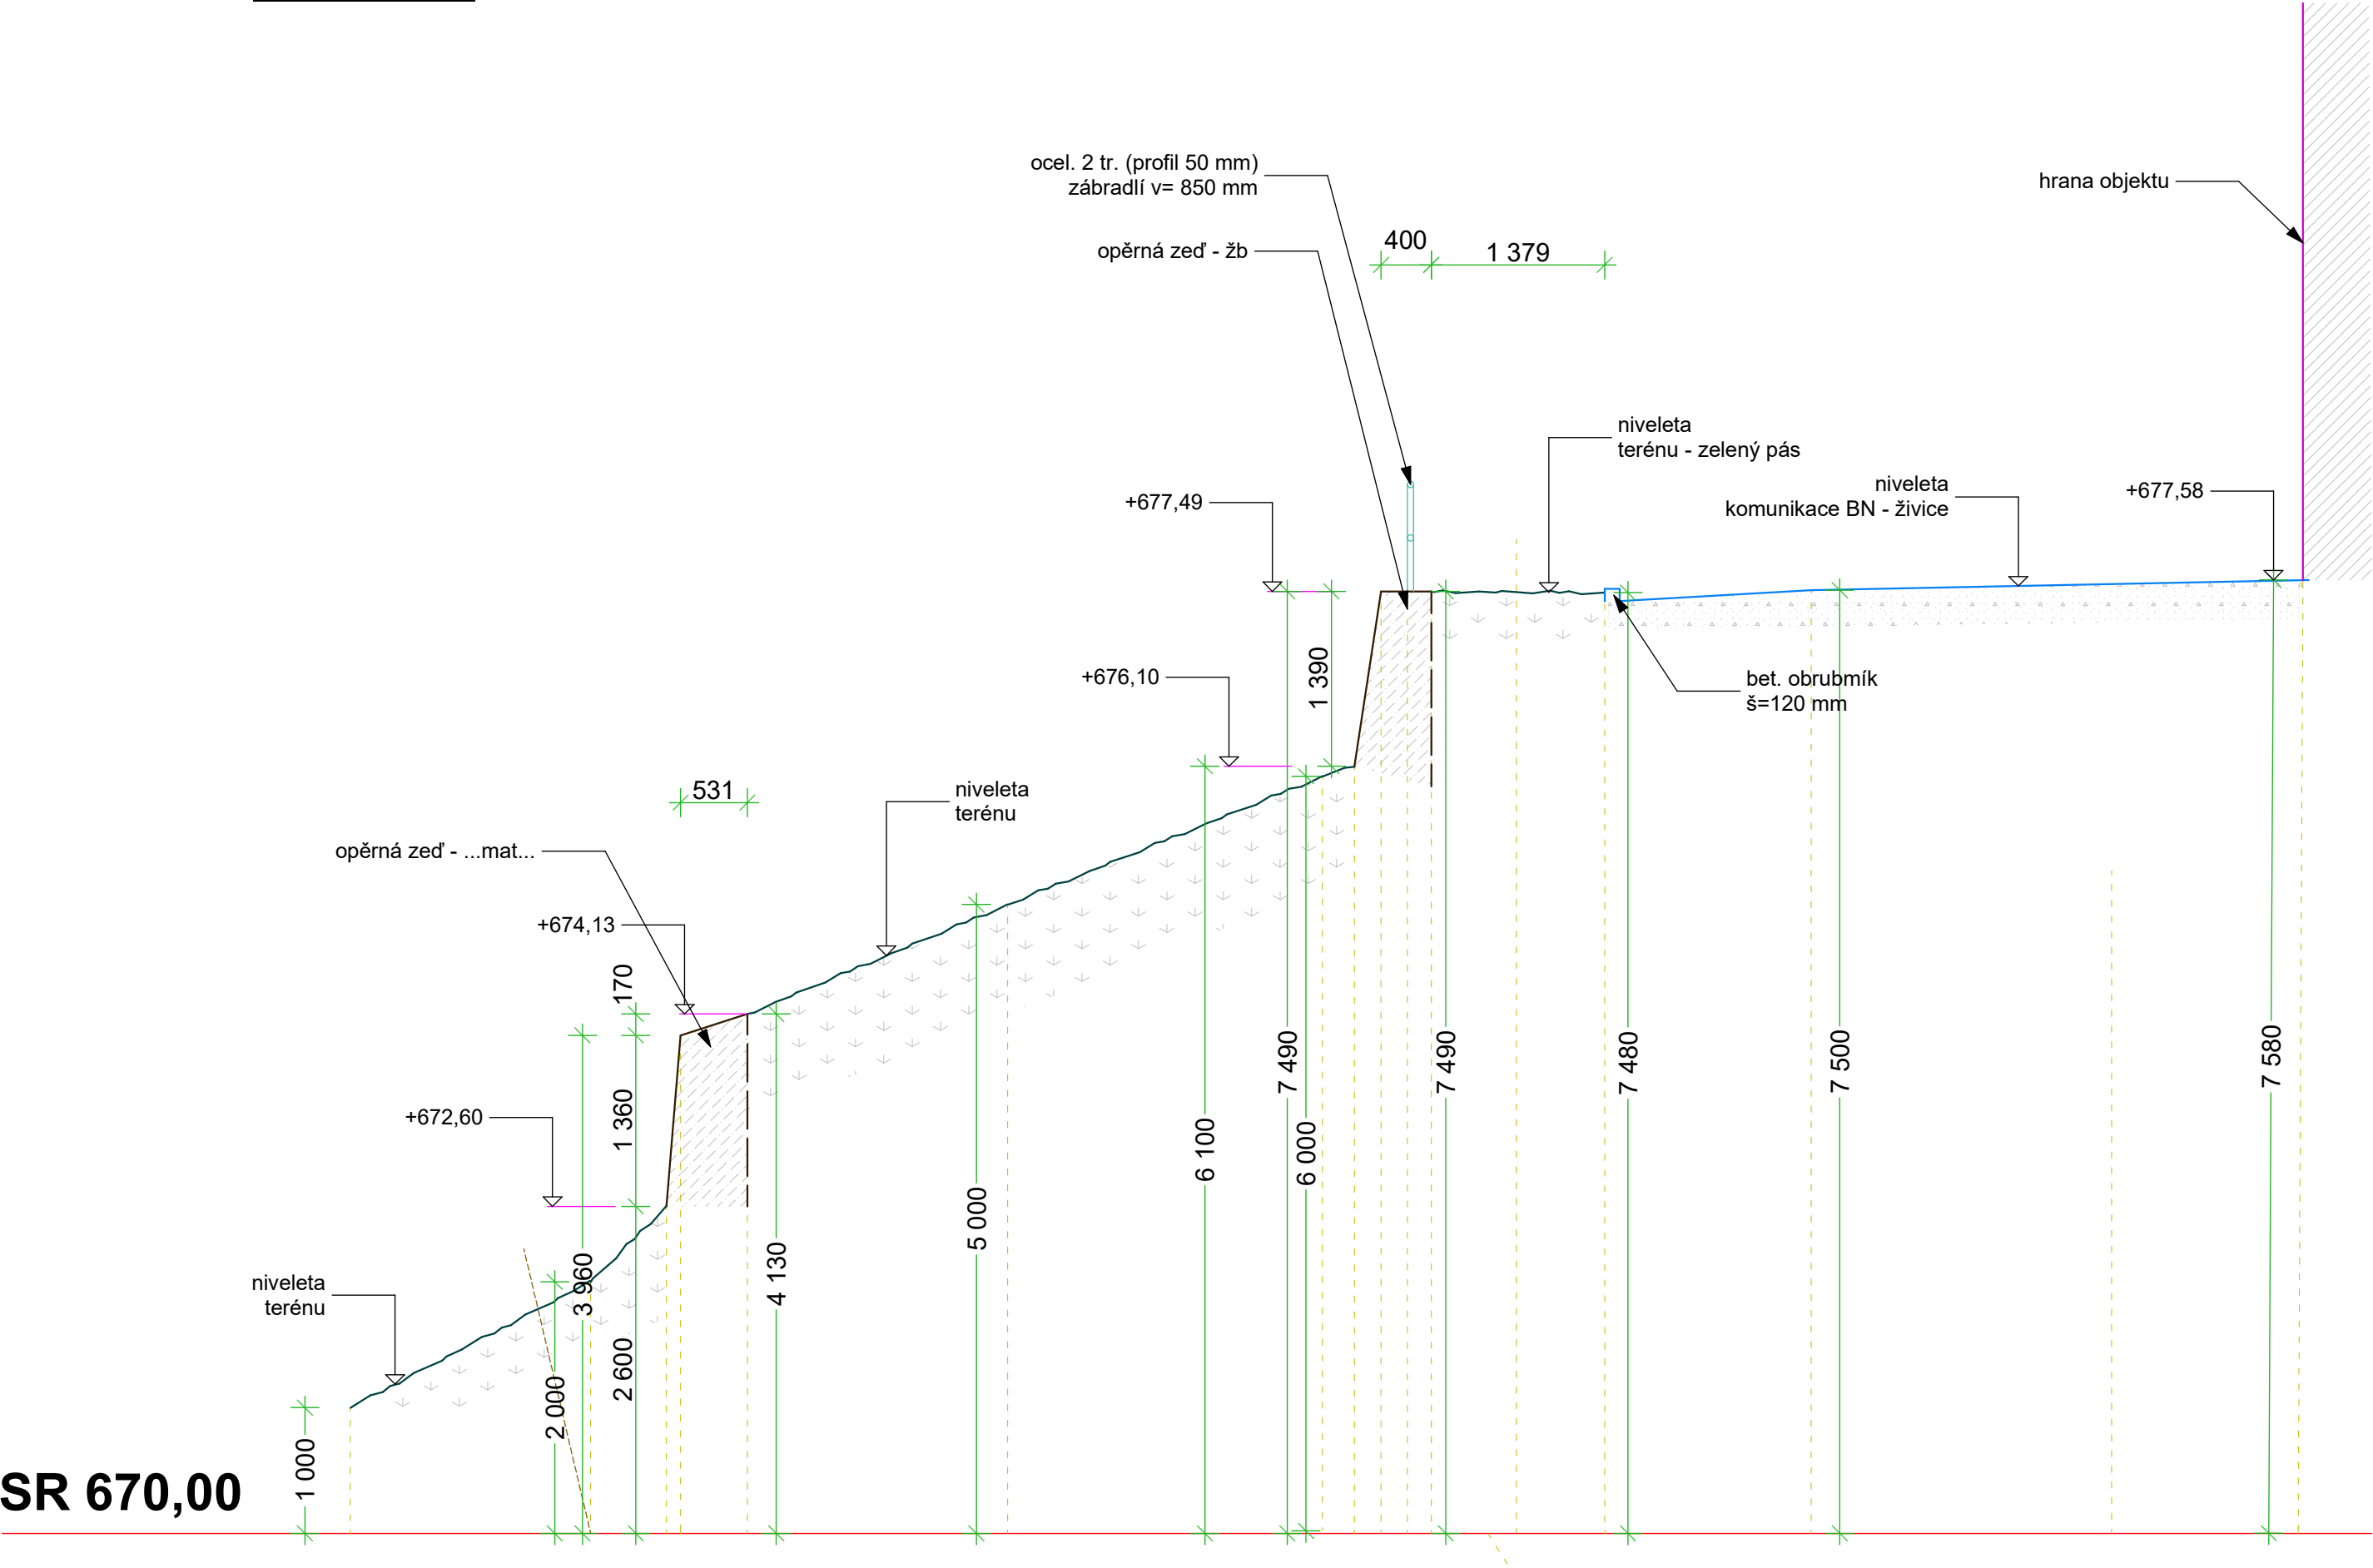 ocel. 2 tr. (profil 50 mm)
zábradlí v= 850 mm
hrana objektu
opěrná zeď - žb
400
1 379
niveleta
terénu - zelený pás
niveleta
komunikace BN - živice
+677,58
+677,49
+676,10
1 390
bet. obrubmík
š=120 mm
531
niveleta
terénu
opěrná zeď - ...mat...
+674,13
170
+672,60
1 360
niveleta
terénu
1 000
2 000
3 960
2 600
4 130
5 000
6 100
7 490
6 000
7 490
7 480
7 500
7 580
SR 670,00